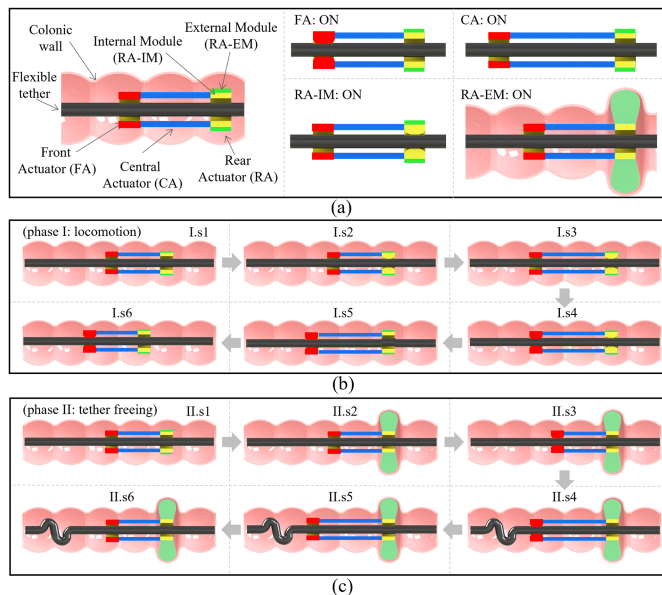 External Module
(RA-EM)
Colonic
wall
Internal Module
(RA-IM)
Flexible
tether
Front
Actuator (FA)
Central
Actuator (CA)
Rear
Actuator (RA)
FA: ON
CA: ON
RA-IM: ON
RA-EM: ON
(a)
(phase I: locomotion)
I.s1
I.s2
I.s3
I.s6
I.s5
I.s4
(b)
(phase II: tether freeing)
II.s1
II.s2
II.s3
II.s6
II.s5
II.s4
(c)